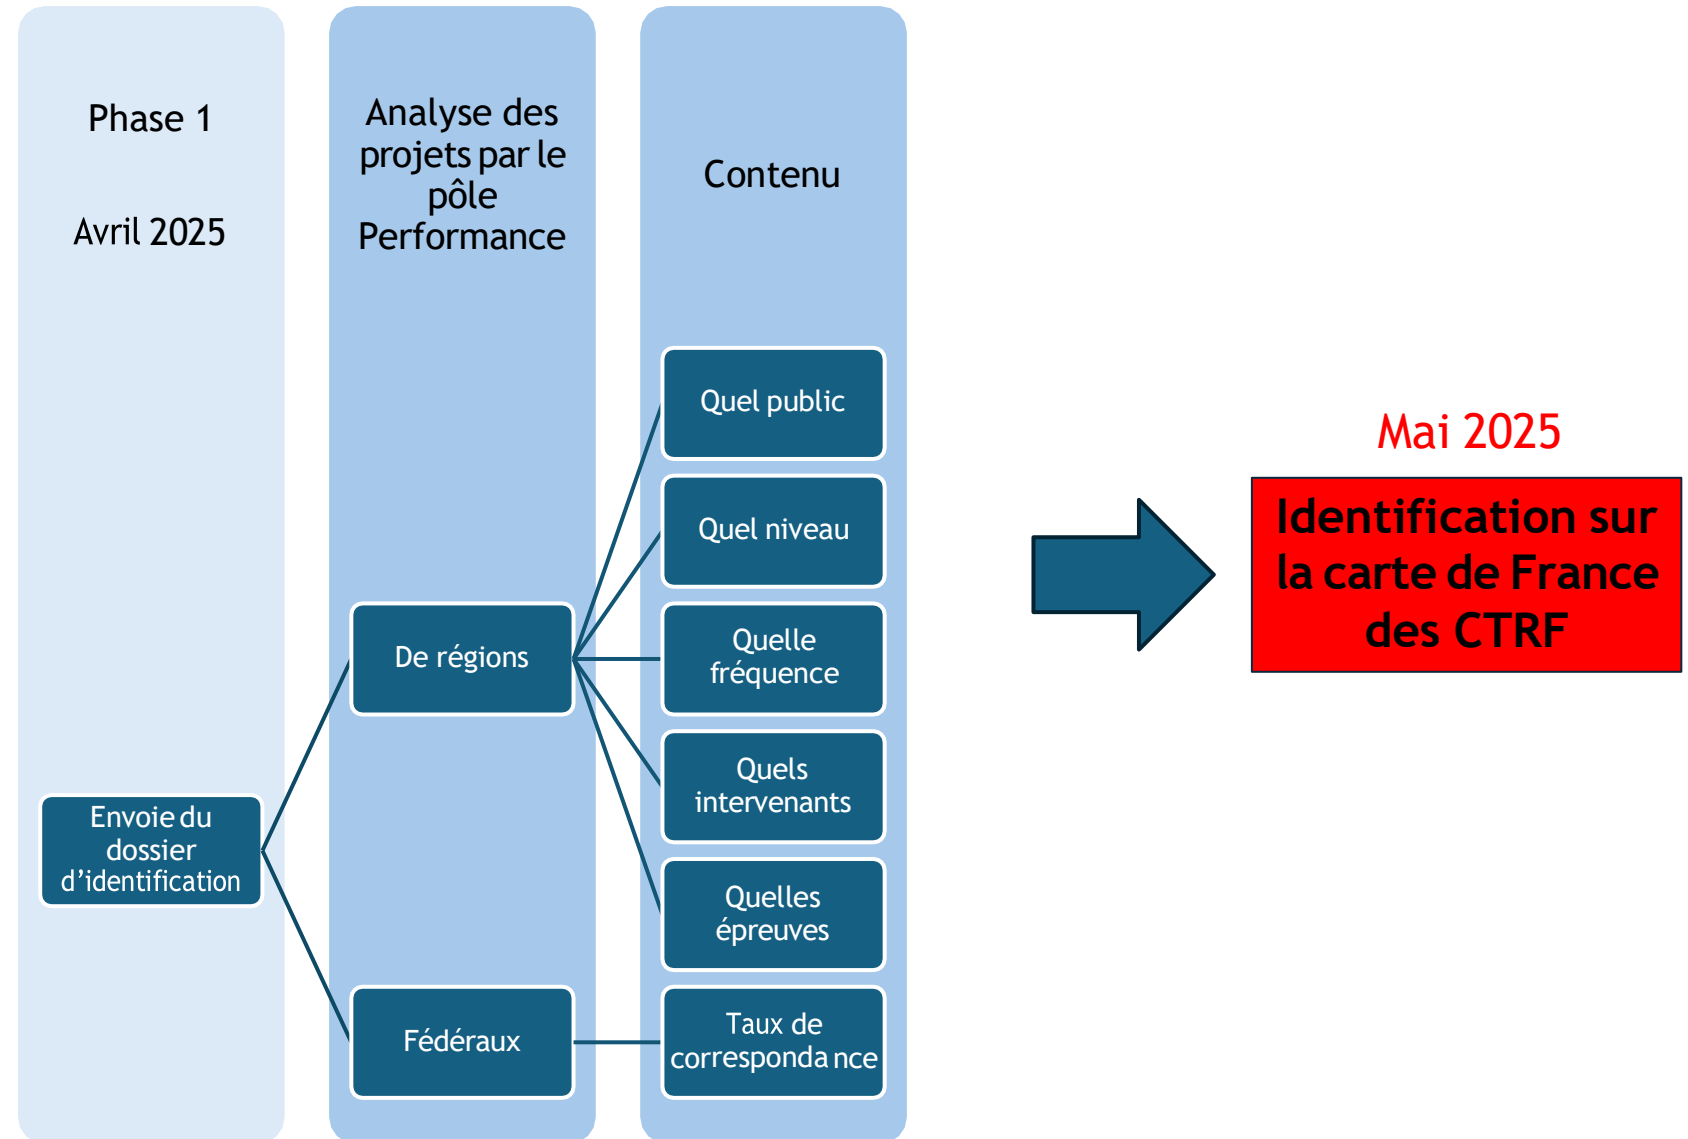 Phase 1
Avril 2025
Analyse des
projets par le
pôle
Performance
Contenu
Envoie du
dossier
d’identification
De régions
Fédéraux
Quel public
Quel niveau
Quelle
fréquence
Quels
intervenants
Quelles
épreuves
Taux de
correspondance
Mai 2025
Identification sur
la carte de France
des CTRF